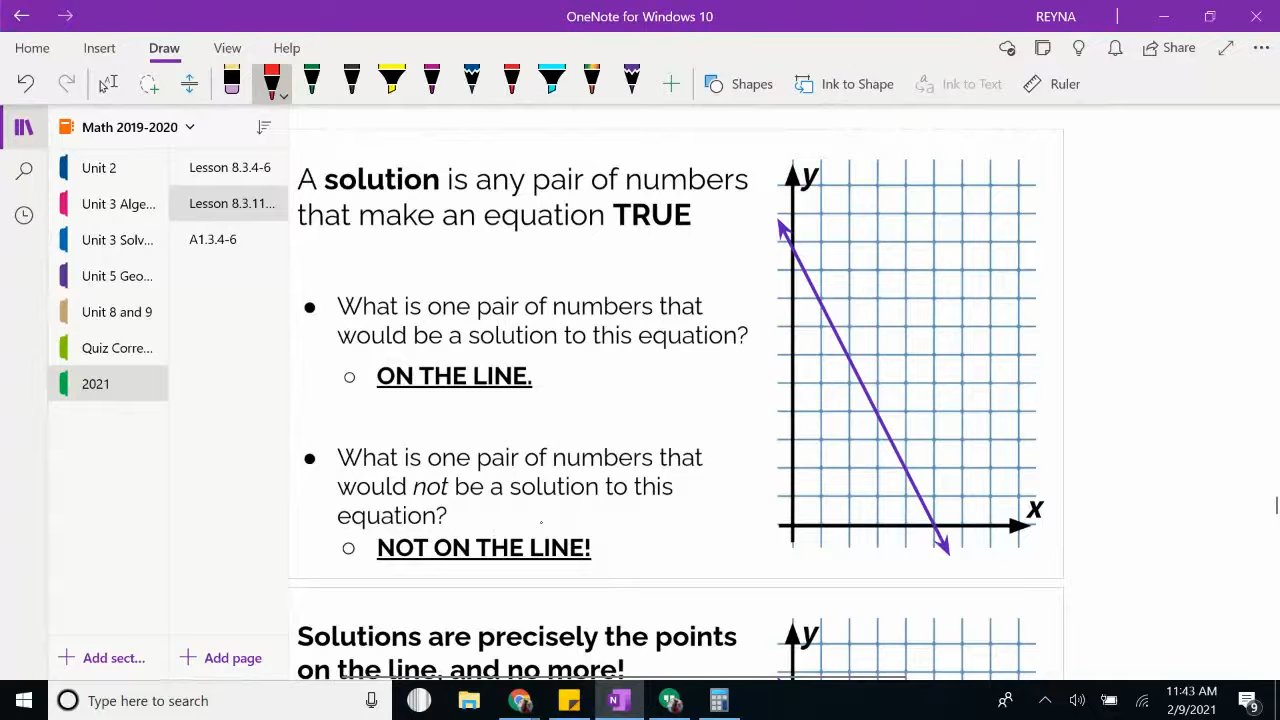 OneNote for Windows 10
REYNA
Home Insert Draw View Help
Share
Shapes Ink to Shape Ink to Text Ruler
Math 2019-2020
Unit 2
Unit 3 Alge...
Unit 3 Solv...
Unit 5 Geo...
Unit 8 and 9
Quiz Corre...
2021
Lesson 8.3.4-6
Lesson 8.3.11...
A1.3.4-6
A solution is any pair of numbers
that make an equation TRUE
● What is one pair of numbers that
would be a solution to this equation?
○ ON THE LINE.
● What is one pair of numbers that
would not be a solution to this
equation?
○ NOT ON THE LINE!
y
x
Solutions are precisely the points
on the line, and no more!
y
+ Add sect...
+ Add page
Type here to search
11:43 AM
2/9/2021
9